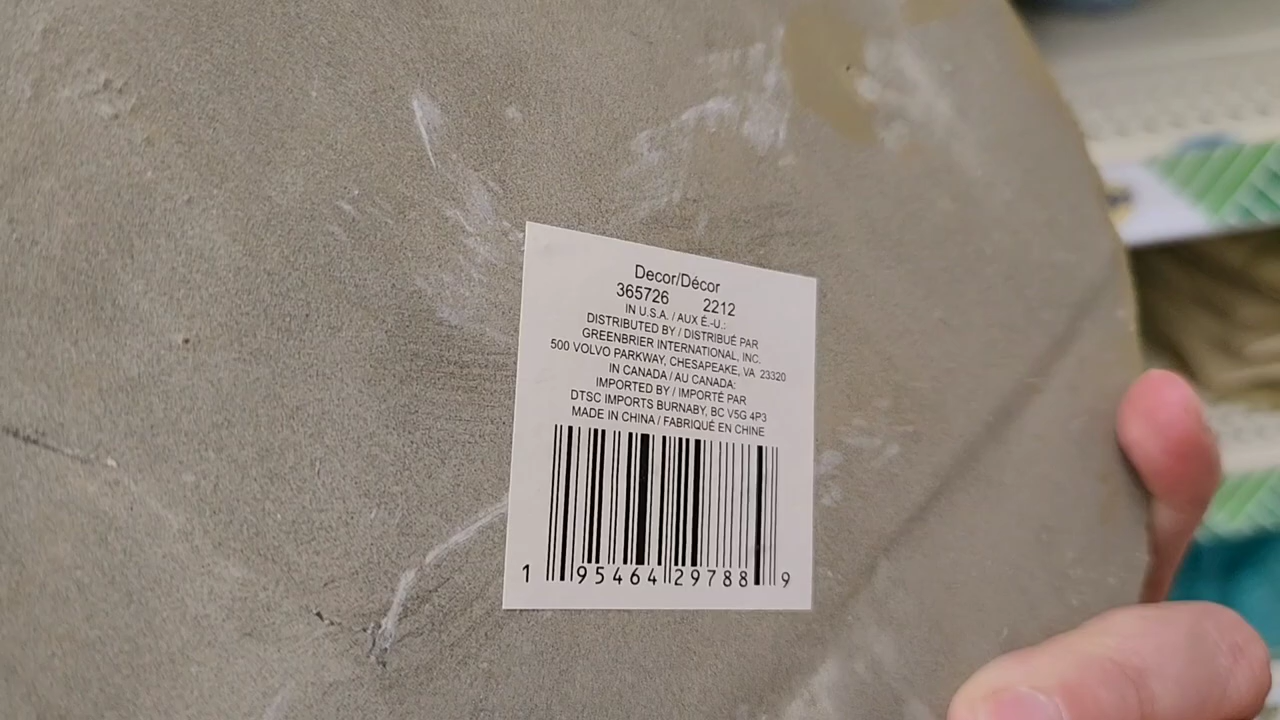 Decor/Décor
365726 2212
IN U.S.A. / AUX É.-U.:
DISTRIBUTED BY / DISTRIBUÉ PAR
GREENBRIER INTERNATIONAL, INC.
500 VOLVO PARKWAY, CHESAPEAKE, VA 23320
IN CANADA / AU CANADA:
IMPORTED BY / IMPORTÉ PAR
DTSC IMPORTS BURNABY, BC V5G 4P3
MADE IN CHINA / FABRIQUÉ EN CHINE
1 95464 29788 9